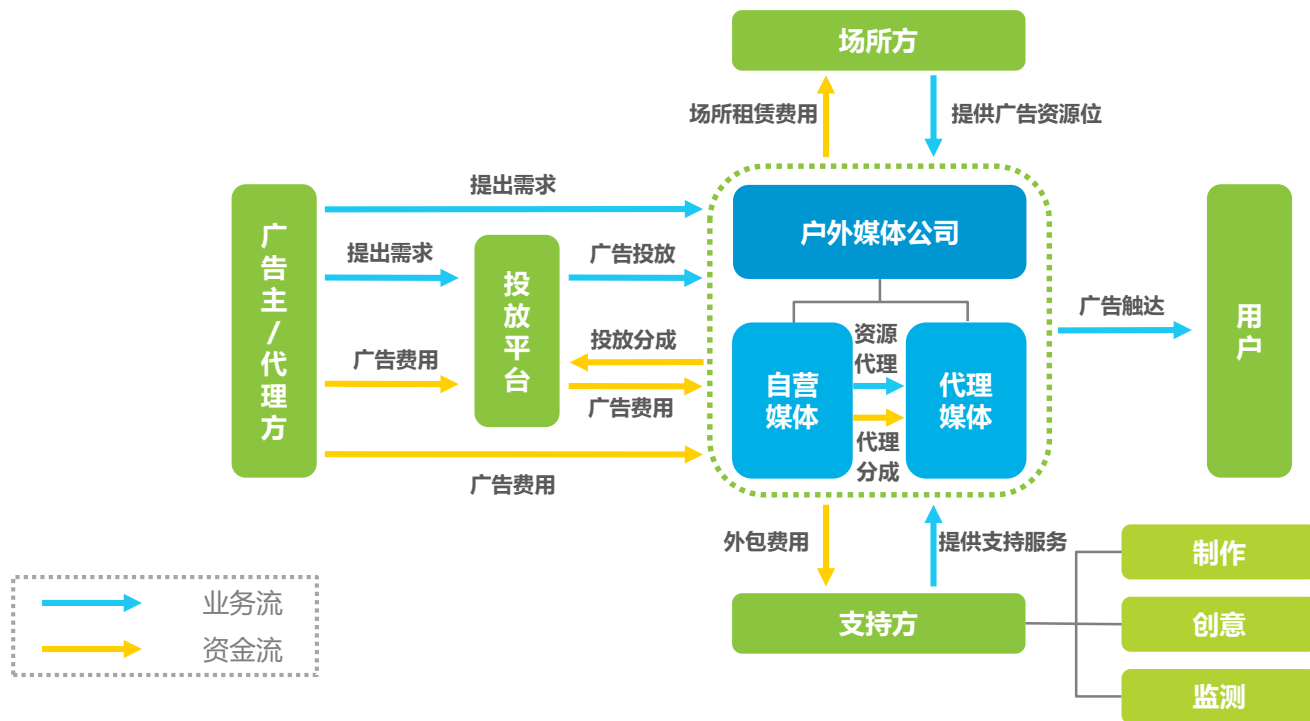 场所方
场所租赁费用
提供广告资源位
提出需求
广告主/代理方
提出需求
投放平台
广告投放
投放分成
广告费用
广告费用
广告费用
户外媒体公司
自营
媒体
资源
代理
代理
分成
代理
媒体
广告触达
用户
外包费用
提供支持服务
支持方
制作
创意
监测
业务流
资金流